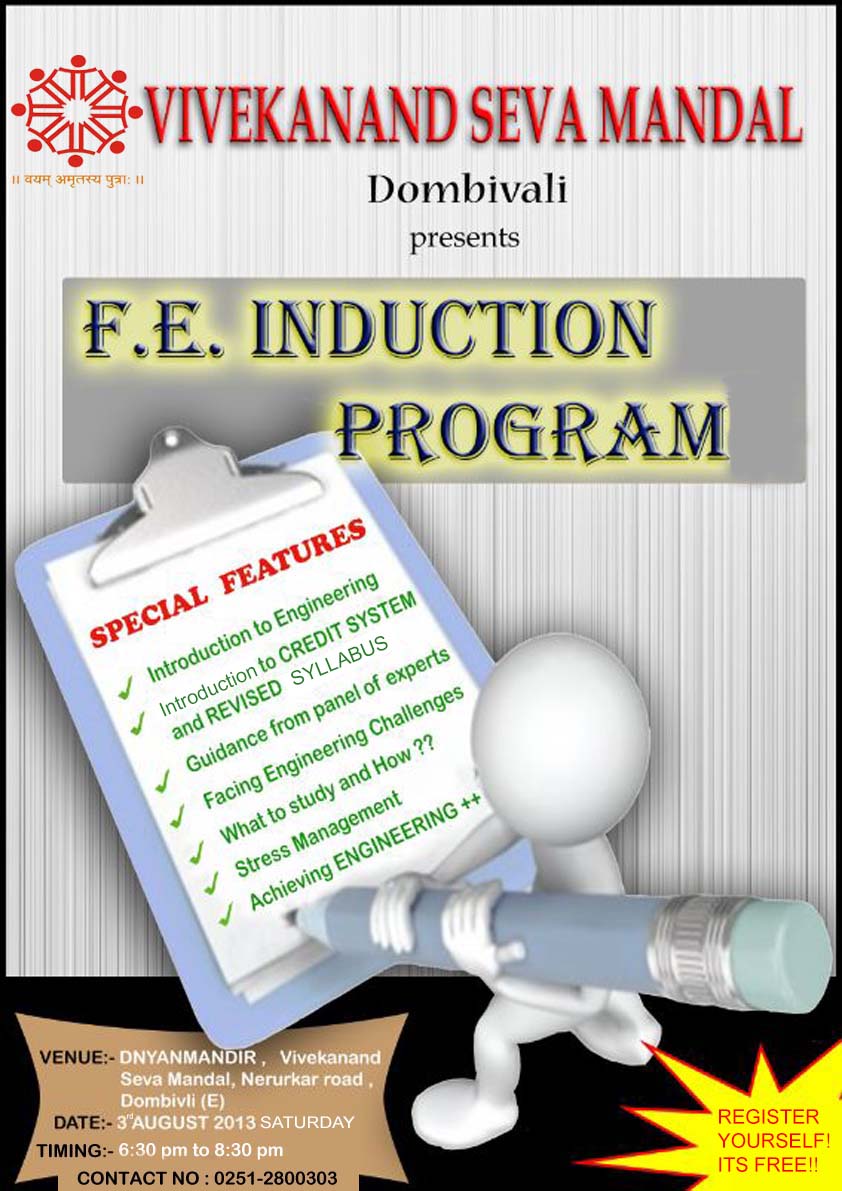 VIVEKANAND SEVA MANDAL
॥ वयम् अमृतस्य पुत्राः ॥
Dombivali
presents
F.E. INDUCTION
PROGRAM
SPECIAL FEATURES
Introduction to Engineering
Introduction to CREDIT SYSTEM
and REVISED SYLLABUS
Guidance from panel of experts
Facing Engineering Challenges
What to study and How ??
Stress Management
Achieving ENGINEERING ++
VENUE:- DNYANMANDIR , Vivekanand
Seva Mandal, Nerurkar road ,
Dombivli (E)
DATE:- 3rd AUGUST 2013 SATURDAY
TIMING:- 6:30 pm to 8:30 pm
CONTACT NO : 0251-2800303
REGISTER
YOURSELF!
ITS FREE!!